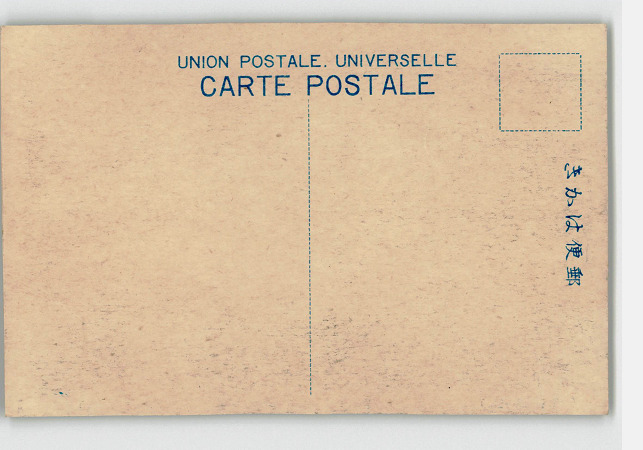 UNION POSTALE. UNIVERSELLE
CARTE POSTALE
きかは便郵